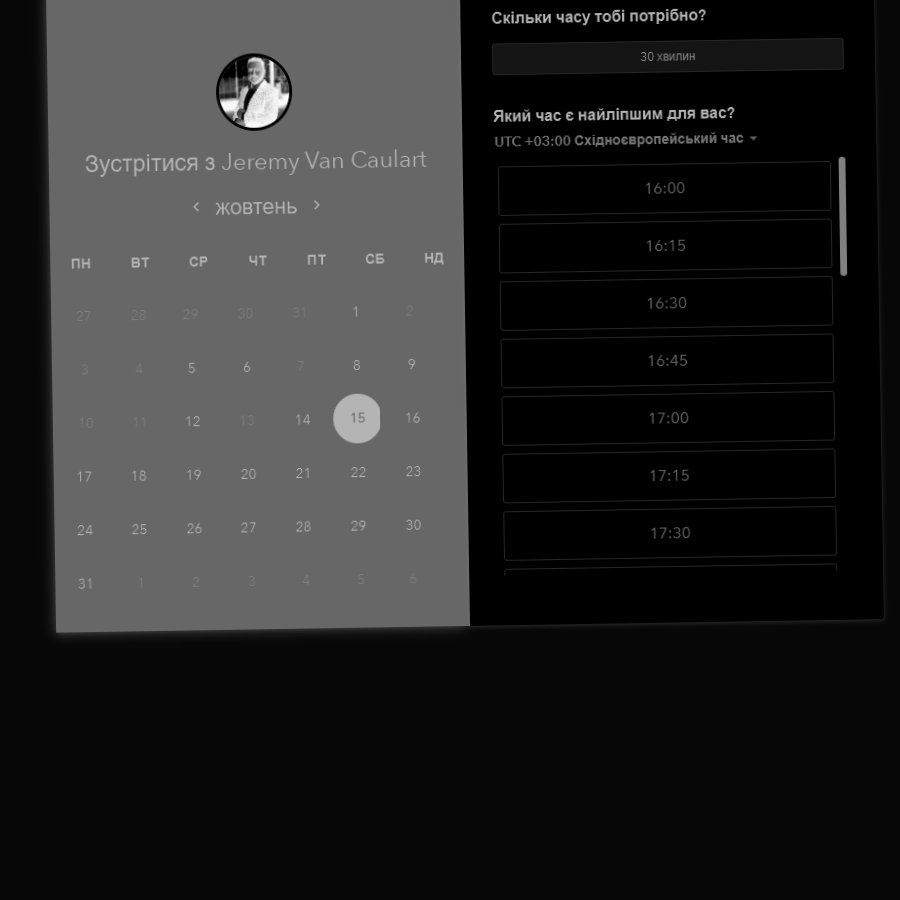 Зустрітися з Jeremy Van Caulart
‹ жовтень ›
ПН ВТ СР ЧТ ПТ СБ НД
27 28 29 30 31 1 2
3 4 5 6 7 8 9
10 11 12 13 14 15 16
17 18 19 20 21 22 23
24 25 26 27 28 29 30
31 1 2 3 4 5 6
Скільки часу тобі потрібно?
30 хвилин
Який час є найліпшим для вас?
UTC +03:00 Східноєвропейський час
16:00
16:15
16:30
16:45
17:00
17:15
17:30